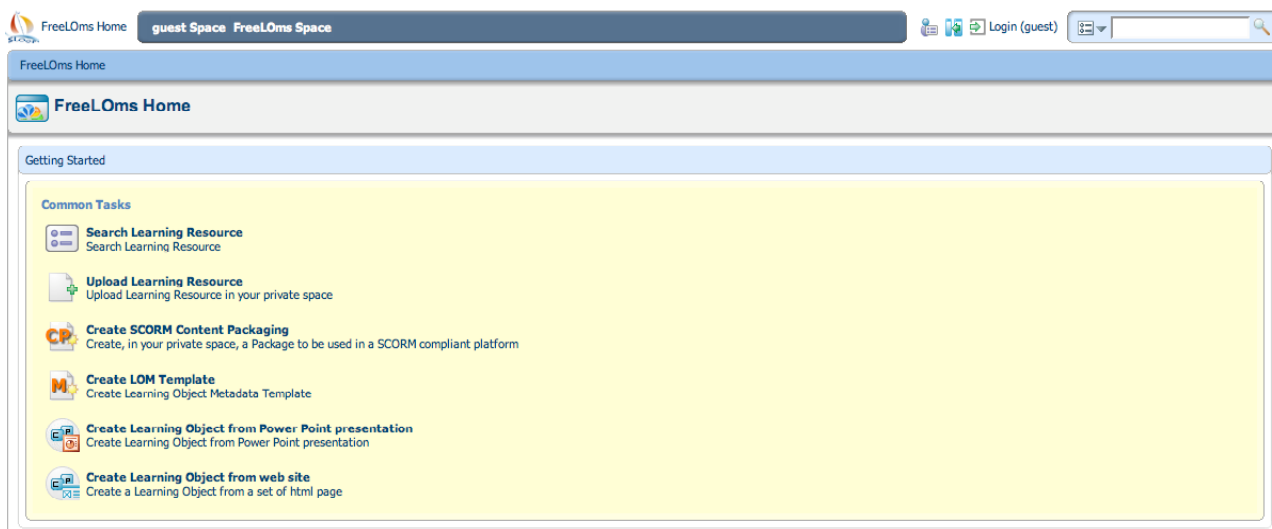 FreeLOms Home guest Space FreeLOms Space Login (guest)
SLOOP
FreeLOms Home
FreeLOms Home
Getting Started
Common Tasks
Search Learning Resource
Search Learning Resource
Upload Learning Resource
Upload Learning Resource in your private space
CP
Create SCORM Content Packaging
Create, in your private space, a Package to be used in a SCORM compliant platform
M
Create LOM Template
Create Learning Object Metadata Template
C P
Create Learning Object from Power Point presentation
Create Learning Object from Power Point presentation
C P
Create Learning Object from web site
Create a Learning Object from a set of html page